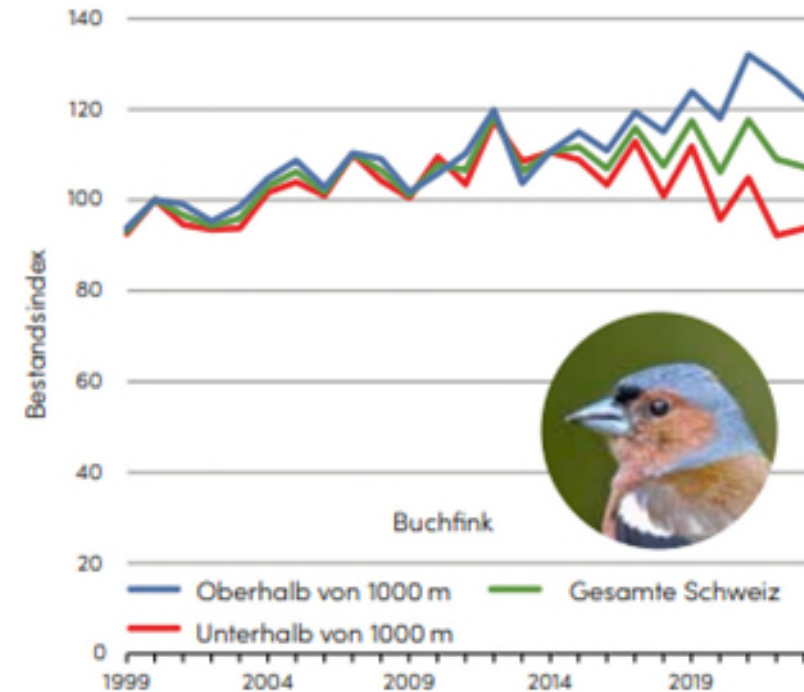 140
120
100
80
60
40
20
0
Bestandsindex
Buchfink
Oberhalb von 1000 m
Gesamte Schweiz
Unterhalb von 1000 m
1999 2004 2009 2014 2019